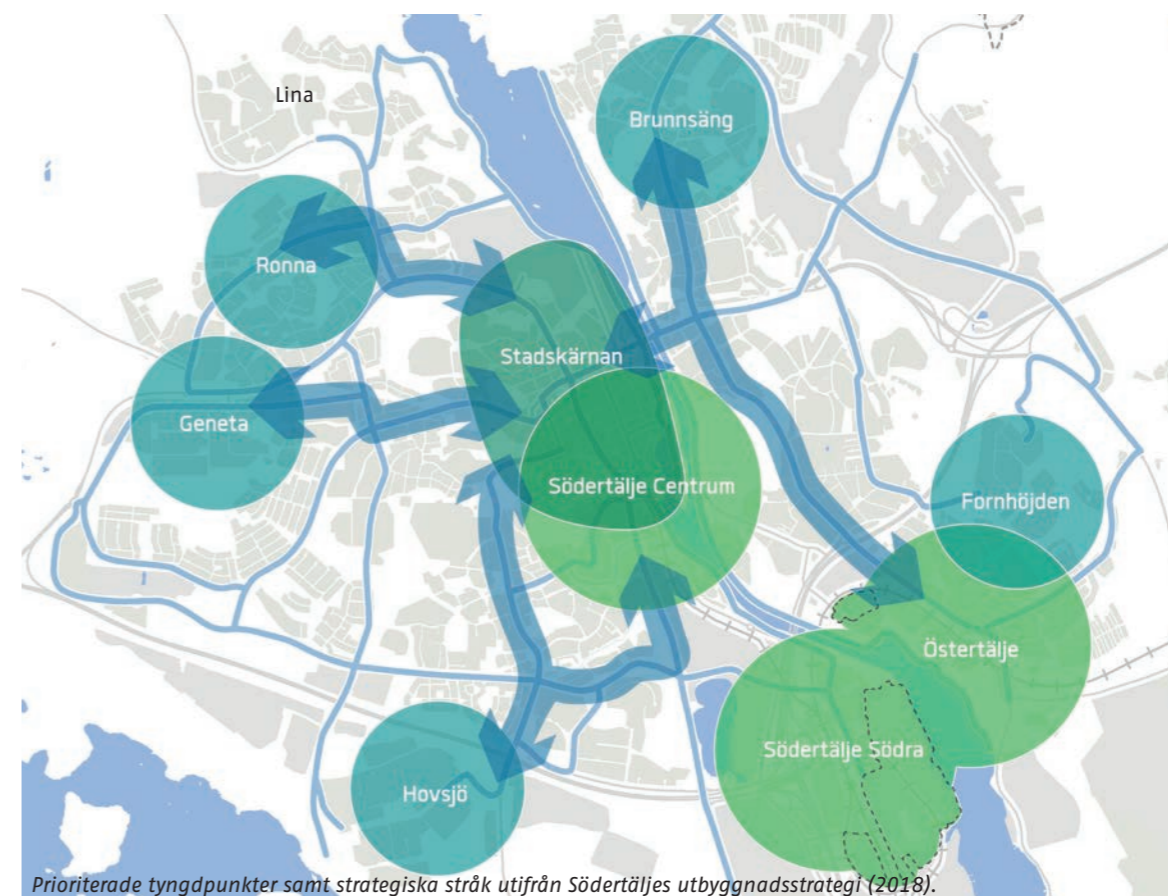 Lina
Brunnsäng
Ronna
Stadskärnan
Geneta
Södertälje Centrum
Fornhöjden
Östertälje
Södertälje Södra
Hovsjö
Prioriterade tyngdpunkter samt strategiska stråk utifrån Södertäljes utbyggnadsstrategi (2018).